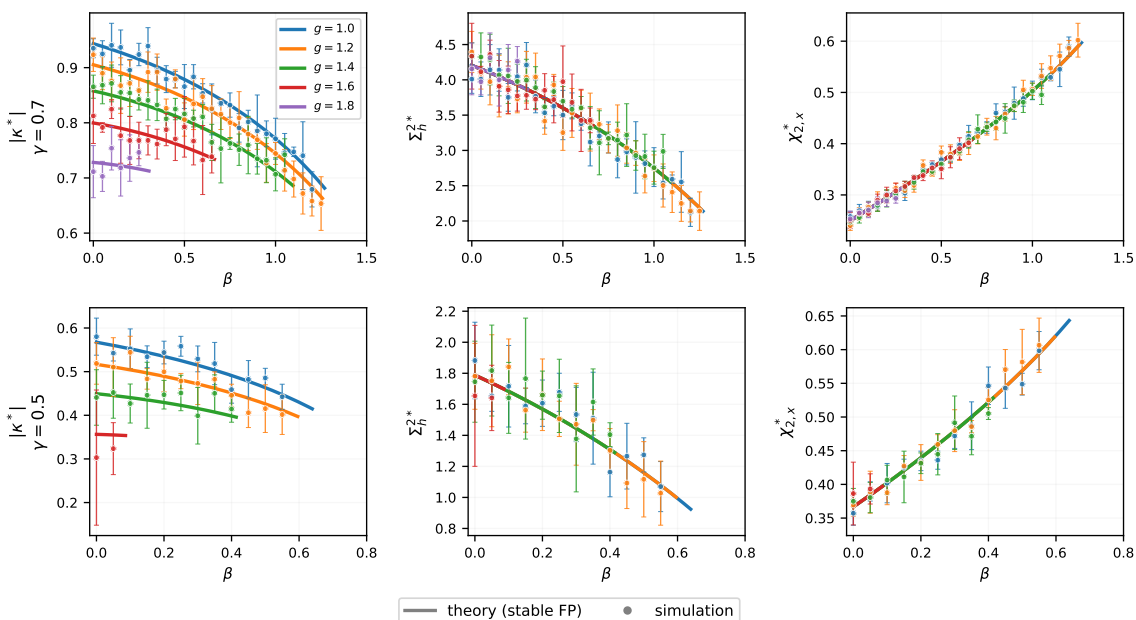 g = 1.0
g = 1.2
g = 1.4
g = 1.6
g = 1.8
|κ*|
γ = 0.7
0.9
0.8
0.7
0.6
0.0 0.5 1.0 1.5
β
Σ_h^{2*}
4.5
4.0
3.5
3.0
2.5
2.0
0.0 0.5 1.0 1.5
β
χ*_{2,x}
0.6
0.5
0.4
0.3
0.0 0.5 1.0 1.5
β
|κ*|
γ = 0.5
0.6
0.5
0.4
0.3
0.2
0.0 0.2 0.4 0.6 0.8
β
Σ_h^{2*}
2.2
2.0
1.8
1.6
1.4
1.2
1.0
0.8
0.0 0.2 0.4 0.6 0.8
β
χ*_{2,x}
0.65
0.60
0.55
0.50
0.45
0.40
0.35
0.0 0.2 0.4 0.6 0.8
β
theory (stable FP) simulation